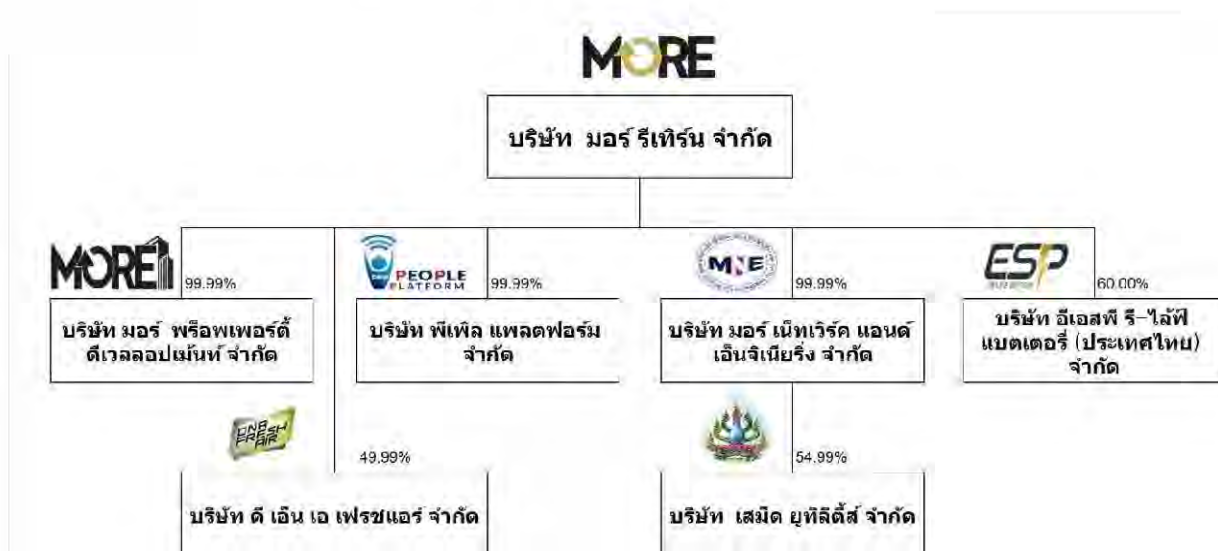 MORE
บริษัท มอร์ รีเทิร์น จำกัด
MORE
99.99%
PEOPLE
PLATFORM
99.99%
MNE
99.99%
ESP
60.00%
บริษัท มอร์ พร็อพเพอร์ตี้
ดีเวลลอปเม้นท์ จำกัด
บริษัท พีเพิล แพลตฟอร์ม
จำกัด
บริษัท มอร์ เน็ทเวิร์ค แอนด์
เอ็นจิเนียริ่ง จำกัด
บริษัท อีเอสพี รี-ไล้ฟ์
แบตเตอรี่ (ประเทศไทย)
จำกัด
DNA
FRESH
AIR
49.99%
54.99%
บริษัท ดี เอ็น เอ เฟรชแอร์ จำกัด
บริษัท เสม็ด ยูทิลิตี้ส์ จำกัด